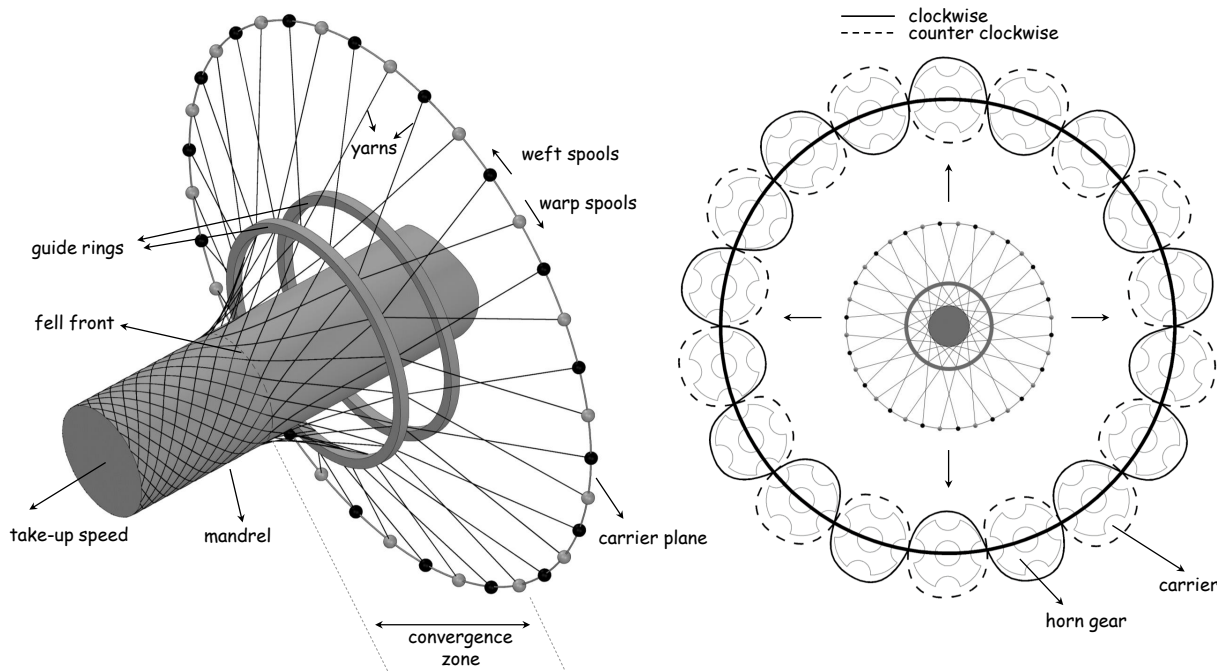 clockwise
counter clockwise
yarns
weft spools
warp spools
guide rings
fell front
take-up speed
mandrel
carrier plane
convergence
zone
carrier
horn gear